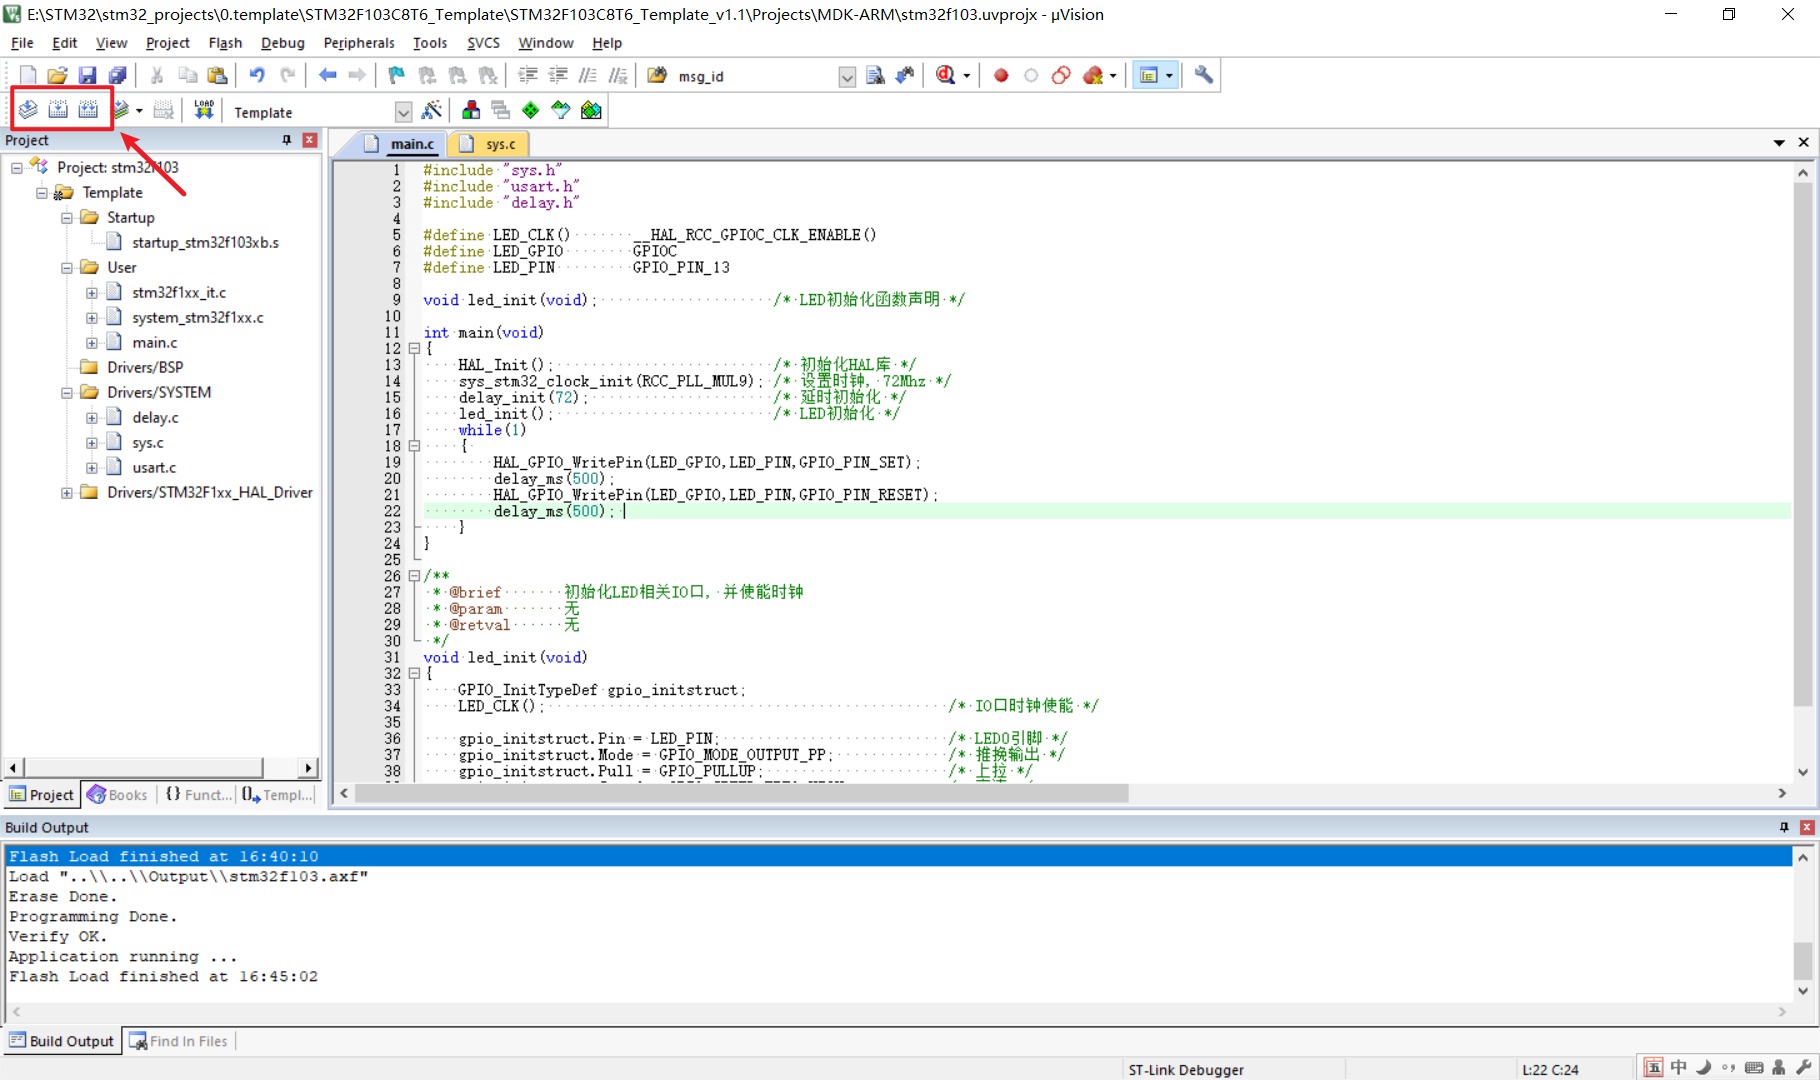 E:\STM32\stm32_projects\0.template\STM32F103C8T6_Template\STM32F103C8T6_Template_v1.1\Projects\MDK-ARM\stm32f103.uvprojx - µVision
File Edit View Project Flash Debug Peripherals Tools SVCS Window Help
msg_id
LOAD Template
Project
main.c sys.c
Project: stm32f103
Template
Startup
startup_stm32f103xb.s
User
stm32f1xx_it.c
system_stm32f1xx.c
main.c
Drivers/BSP
Drivers/SYSTEM
delay.c
sys.c
usart.c
Drivers/STM32F1xx_HAL_Driver
Project Books {} Funct... Templ...
1 #include "sys.h"
2 #include "usart.h"
3 #include "delay.h"
4
5 #define LED_CLK() __HAL_RCC_GPIOC_CLK_ENABLE()
6 #define LED_GPIO GPIOC
7 #define LED_PIN GPIO_PIN_13
8
9 void led_init(void); /* LED初始化函数声明 */
10
11 int main(void)
12 {
13 HAL_Init(); /* 初始化HAL库 */
14 sys_stm32_clock_init(RCC_PLL_MUL9); /* 设置时钟, 72Mhz */
15 delay_init(72); /* 延时初始化 */
16 led_init(); /* LED初始化 */
17 while(1)
18 {
19 HAL_GPIO_WritePin(LED_GPIO,LED_PIN,GPIO_PIN_SET);
20 delay_ms(500);
21 HAL_GPIO_WritePin(LED_GPIO,LED_PIN,GPIO_PIN_RESET);
22 delay_ms(500);
23 }
24 }
25
26 /**
27 * @brief 初始化LED相关IO口, 并使能时钟
28 * @param 无
29 * @retval 无
30 */
31 void led_init(void)
32 {
33 GPIO_InitTypeDef gpio_initstruct;
34 LED_CLK(); /* IO口时钟使能 */
35
36 gpio_initstruct.Pin = LED_PIN; /* LED0引脚 */
37 gpio_initstruct.Mode = GPIO_MODE_OUTPUT_PP; /* 推挽输出 */
38 gpio_initstruct.Pull = GPIO_PULLUP; /* 上拉 */
Build Output
Flash Load finished at 16:40:10
Load "..\\..\\Output\\stm32f103.axf"
Erase Done.
Programming Done.
Verify OK.
Application running ...
Flash Load finished at 16:45:02
Build Output Find In Files
ST-Link Debugger L:22 C:24
五 中